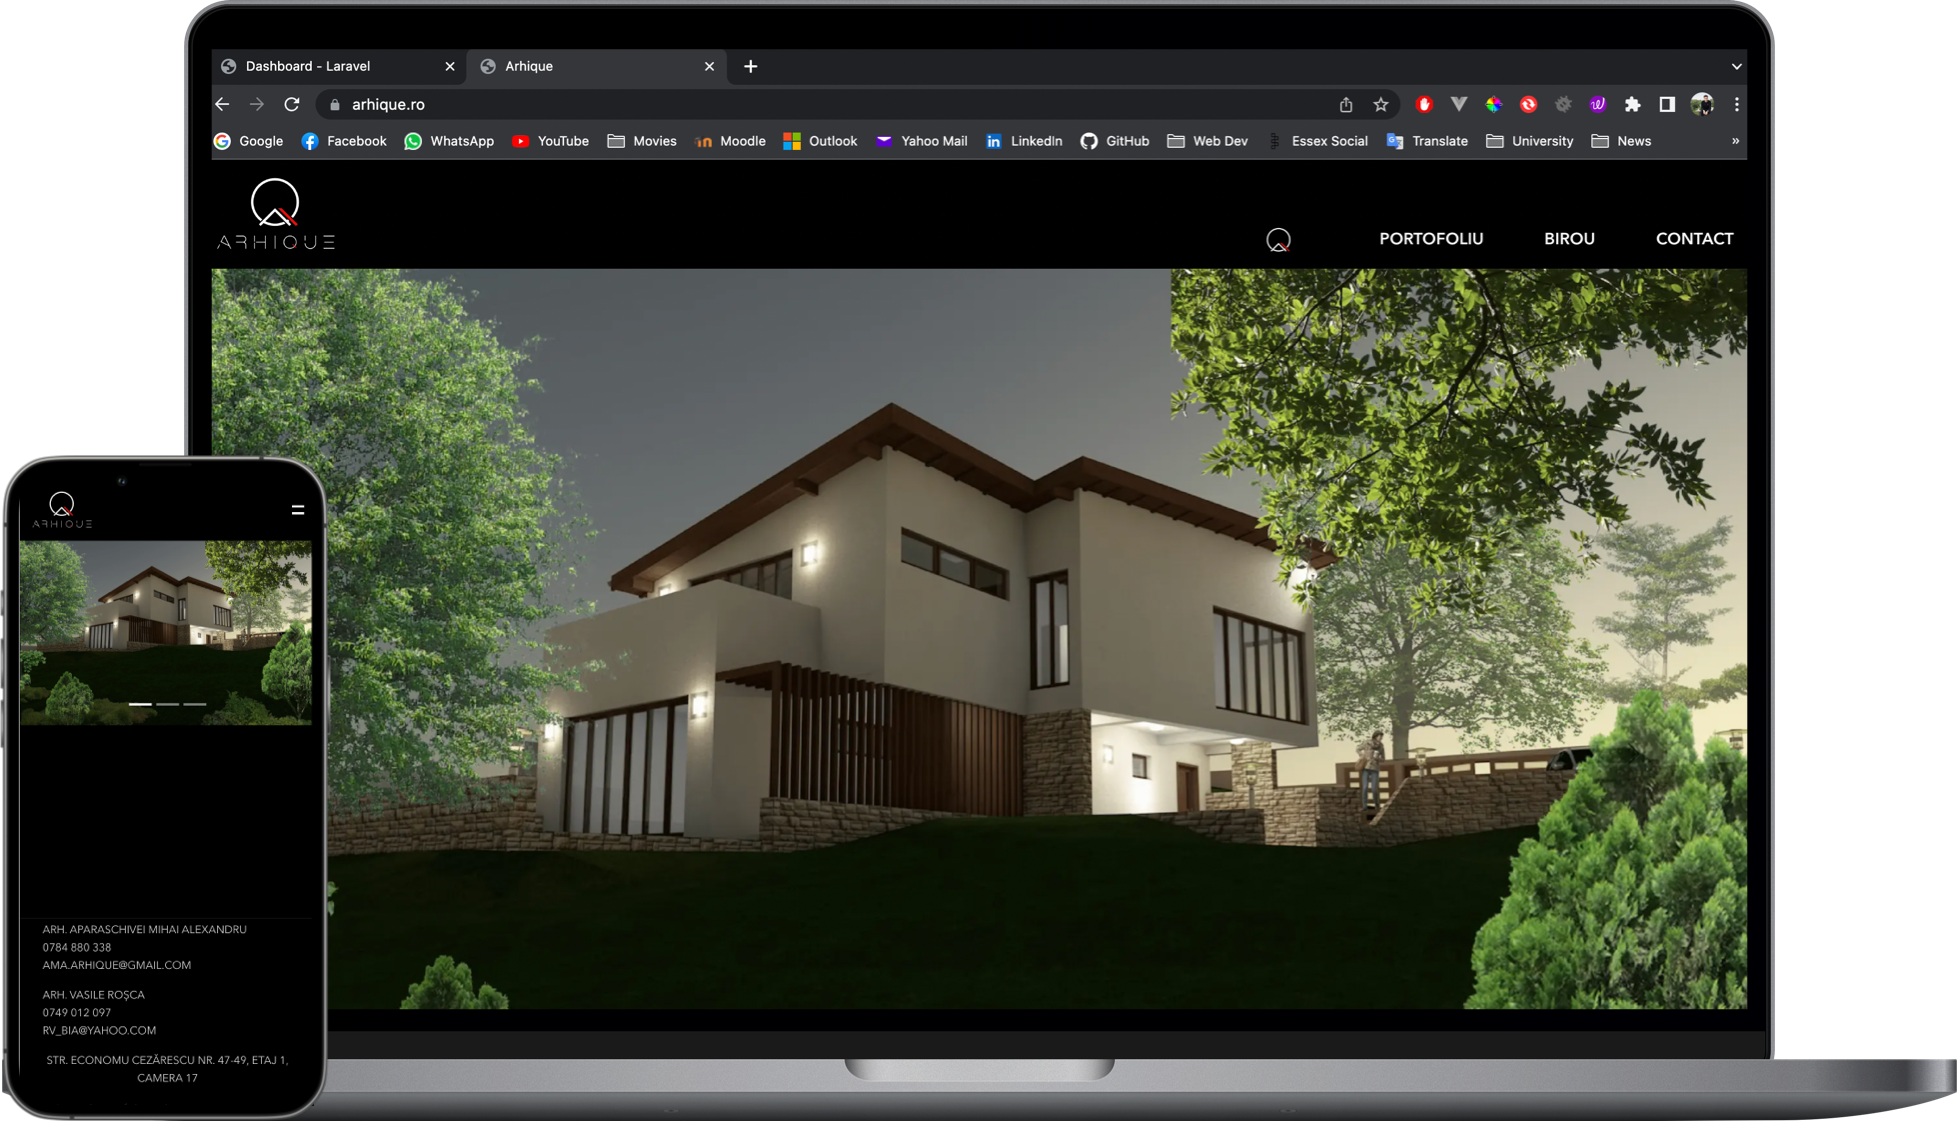 Dashboard - Laravel
Arhique
arhique.ro
Google
Facebook
WhatsApp
YouTube
Movies
Moodle
Outlook
Yahoo Mail
LinkedIn
GitHub
Web Dev
Essex Social
Translate
University
News
»
ARHIQUE
PORTOFOLIU
BIROU
CONTACT
ARHIQUE
ARH. APARASCHIVEI MIHAI ALEXANDRU
0784 880 338
AMA.ARHIQUE@GMAIL.COM
ARH. VASILE ROȘCA
0749 012 097
RV_BIA@YAHOO.COM
STR. ECONOMU CEZĂRESCU NR. 47-49, ETAJ 1,
CAMERA 17